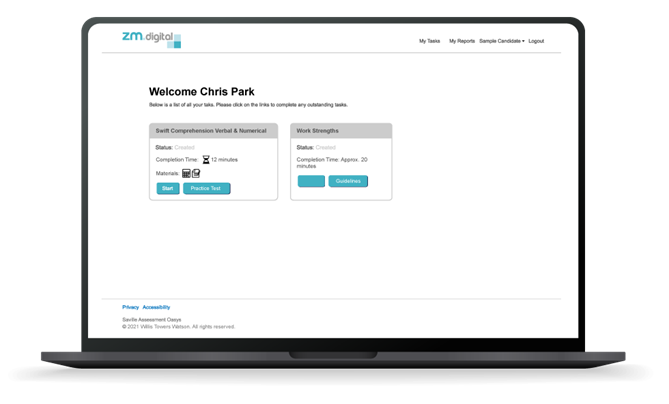 zm.digital
My Tasks My Reports Sample Candidate Logout
Welcome Chris Park
Below is a list of all your taks. Please click on the links to complete any outstanding tasks.
Swift Comprehension Verbal & Numerical
Status: Created
Completion Time: 12 minutes
Materials:
Start Practice Test
Work Strengths
Status: Created
Completion Time: Approx. 20
minutes
Guidelines
Privacy Accessibility
Saville Assessment Oasys
© 2021 Willis Towers Watson. All rights reserved.